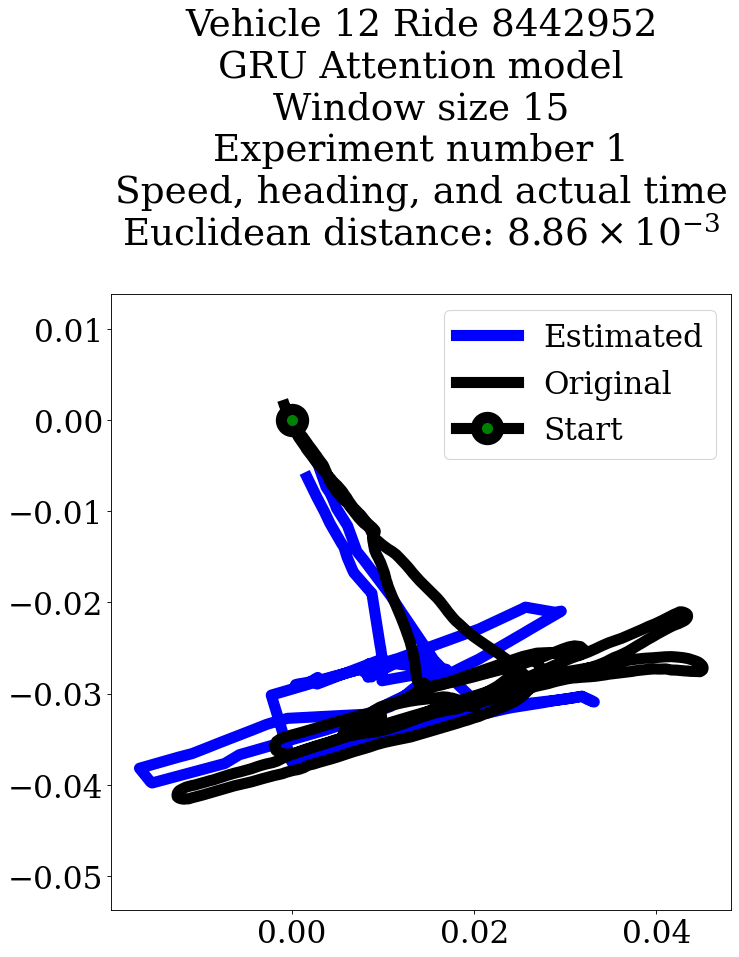 Vehicle 12 Ride 8442952
GRU Attention model
Window size 15
Experiment number 1
Speed, heading, and actual time
Euclidean distance: 8.86 × 10⁻³
Estimated
Original
Start
0.01
0.00
−0.01
−0.02
−0.03
−0.04
−0.05
0.00 0.02 0.04